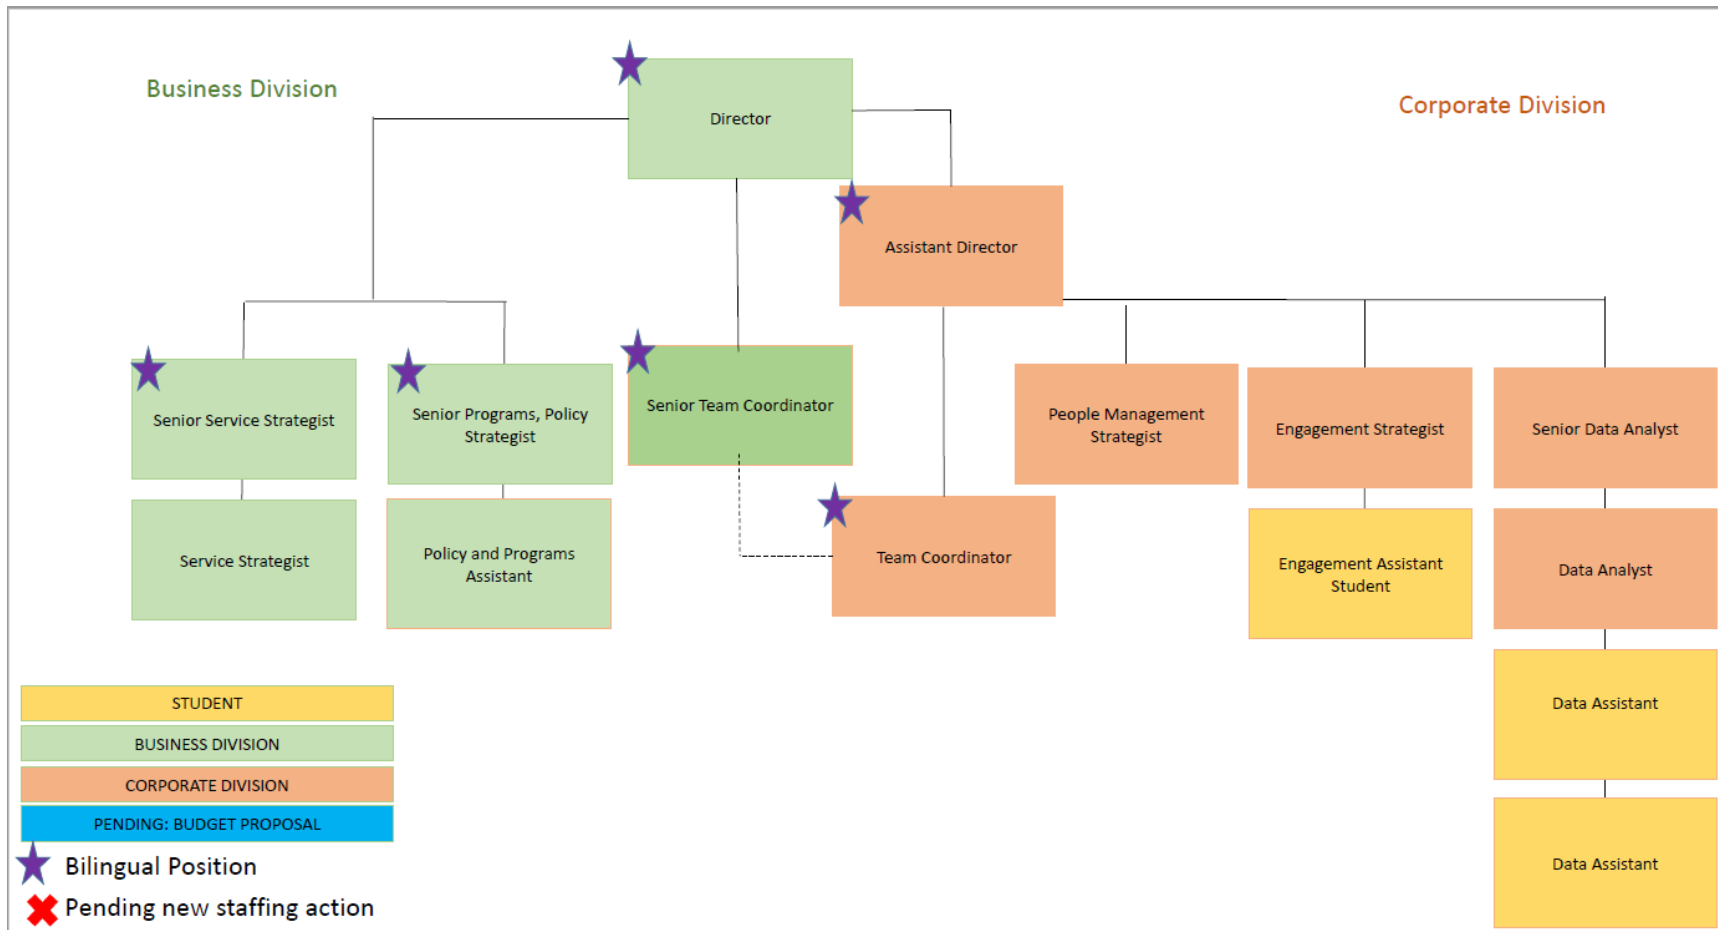 Business Division
Director
Corporate Division
Assistant Director
Senior Service Strategist
Senior Programs, Policy
Strategist
Senior Team Coordinator
People Management
Strategist
Engagement Strategist
Senior Data Analyst
Service Strategist
Policy and Programs
Assistant
Team Coordinator
Engagement Assistant
Student
Data Analyst
Data Assistant
Data Assistant
STUDENT
BUSINESS DIVISION
CORPORATE DIVISION
PENDING: BUDGET PROPOSAL
Bilingual Position
Pending new staffing action